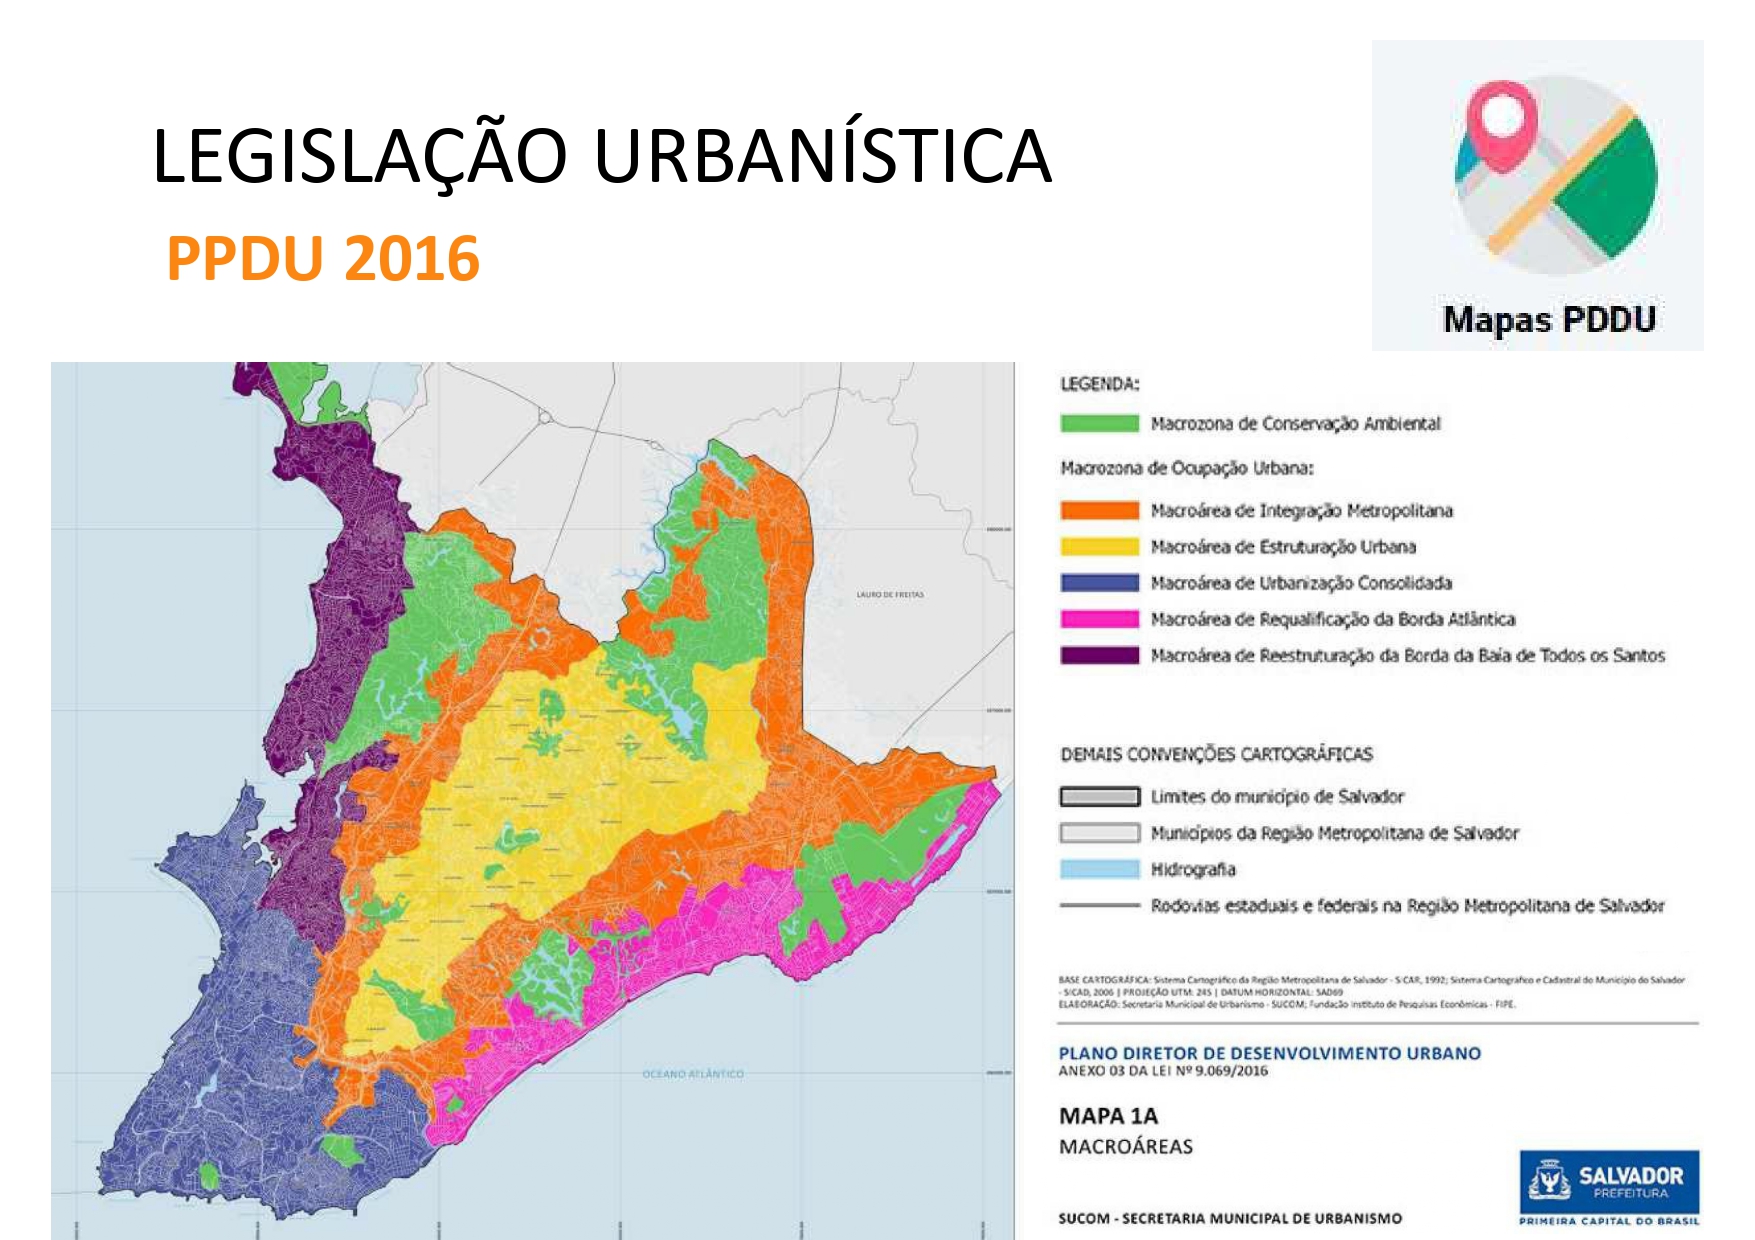 LEGISLAÇÃO URBANÍSTICA
PPDU 2016
Mapas PDDU
LAURO DE FREITAS
OCEANO ATLÂNTICO
LEGENDA:
Macrozona de Conservação Ambiental
Macrozona de Ocupação Urbana:
Macroárea de Integração Metropolitana
Macroárea de Estruturação Urbana
Macroárea de Urbanização Consolidada
Macroárea de Requalificação da Borda Atlântica
Macroárea de Reestruturação da Borda da Baía de Todos os Santos
DEMAIS CONVENÇÕES CARTOGRÁFICAS
Limites do município de Salvador
Municípios da Região Metropolitana de Salvador
Hidrografia
Rodovias estaduais e federais na Região Metropolitana de Salvador
BASE CARTOGRÁFICA: Sistema Cartográfico da Região Metropolitana de Salvador - SICAR, 1992; Sistema Cartográfico e Cadastral do Município do Salvador
- SICAD, 2006 | PROJEÇÃO UTM: 24S | DATUM HORIZONTAL: SAD69
ELABORAÇÃO: Secretaria Municipal de Urbanismo - SUCOM; Fundação Instituto de Pesquisas Econômicas - FIPE.
PLANO DIRETOR DE DESENVOLVIMENTO URBANO
ANEXO 03 DA LEI Nº 9.069/2016
MAPA 1A
MACROÁREAS
SALVADOR
PREFEITURA
PRIMEIRA CAPITAL DO BRASIL
SUCOM - SECRETARIA MUNICIPAL DE URBANISMO